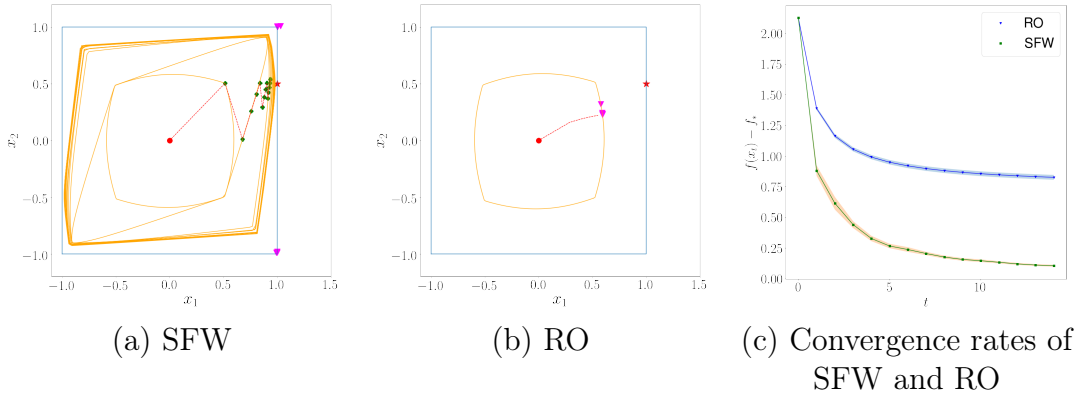 1.0
0.5
0.0
−0.5
−1.0
x₂
−1.0 −0.5 0.0 0.5 1.0 1.5
x₁
(a) SFW
1.0
0.5
0.0
−0.5
−1.0
x₂
−1.0 −0.5 0.0 0.5 1.0 1.5
x₁
(b) RO
RO
SFW
2.00
1.75
1.50
1.25
1.00
0.75
0.50
0.25
0.00
f(xₜ) − f⁎
0 5 10
t
(c) Convergence rates of
SFW and RO